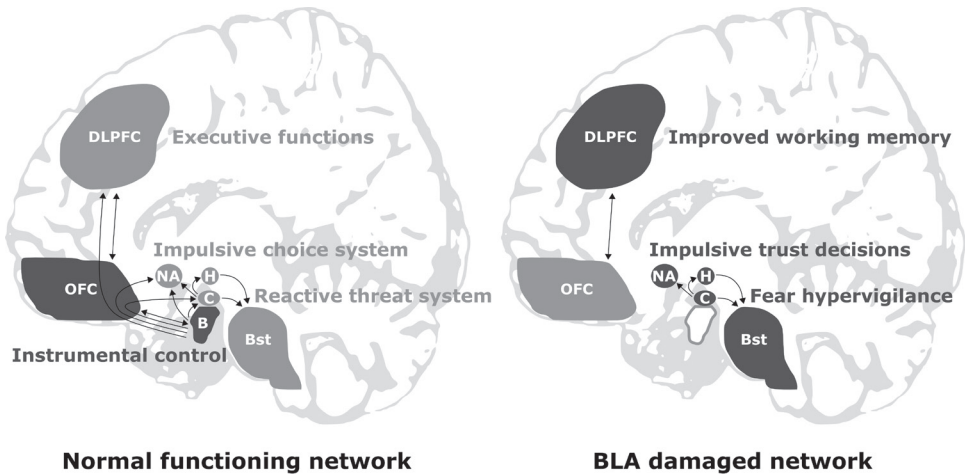 DLPFC
Executive functions
Impulsive choice system
NA
H
OFC
C
Reactive threat system
B
Bst
Instrumental control
Normal functioning network
DLPFC
Improved working memory
Impulsive trust decisions
NA
H
OFC
C
Fear hypervigilance
Bst
BLA damaged network